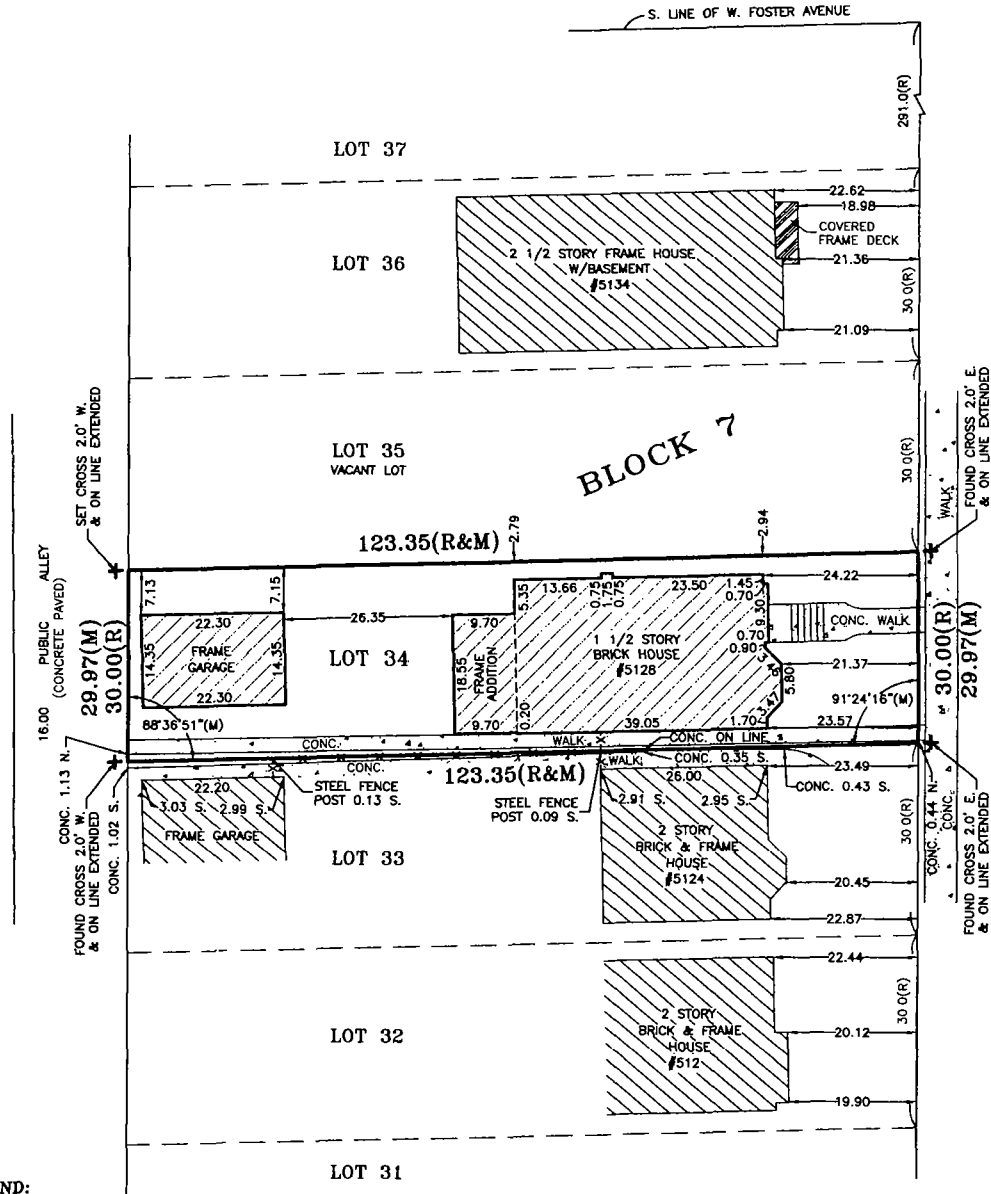 S. LINE OF W. FOSTER AVENUE
291.0(R)
LOT 37
22.62
18.98
COVERED
FRAME DECK
21.36
2 1/2 STORY FRAME HOUSE
W/BASEMENT
#5134
LOT 36
30.0(R)
21.09
SET CROSS 2.0' W.
& ON LINE EXTENDED
FOUND CROSS 2.0' E.
& ON LINE EXTENDED
LOT 35
VACANT LOT
BLOCK 7
30.0(R)
WALK
123.35(R&M)
2.79
2.94
16.00 PUBLIC ALLEY
(CONCRETE PAVED)
29.97(M)
30.00(R)
7.13
7.15
22.30
FRAME
GARAGE
14.35
14.35
22.30
26.35
LOT 34
9.70
18.55
FRAME
ADDITION
9.70
5.35
13.66
0.75
1.75
0.75
23.50
1.45
0.70
9.30
0.70
0.90
5.80
3.47
1.70
0.20
39.05
1 1/2 STORY
BRICK HOUSE
#5128
24.22
CONC. WALK
21.37
91°24'16"(M)
23.57
30.00(R)
29.97(M)
88°36'51"(M)
CONC.
WALK
CONC. ON LINE
CONC. 1.13 N.
CONC. 1.02 S.
FOUND CROSS 2.0' W.
& ON LINE EXTENDED
CONC.
123.35(R&M)
WALK
CONC. 0.35 S.
26.00
23.49
CONC. 0.43 S.
22.20
3.03 S.
2.99 S.
FRAME GARAGE
STEEL FENCE
POST 0.13 S.
STEEL FENCE
POST 0.09 S.
2.91 S.
2.95 S.
LOT 33
2 STORY
BRICK & FRAME
HOUSE
#5124
20.45
22.87
30.0(R)
CONC. 0.44 N.
CONC.
FOUND CROSS 2.0' E.
& ON LINE EXTENDED
22.44
LOT 32
2 STORY
BRICK & FRAME
HOUSE
#512
20.12
19.90
30.0(R)
LOT 31
ND: